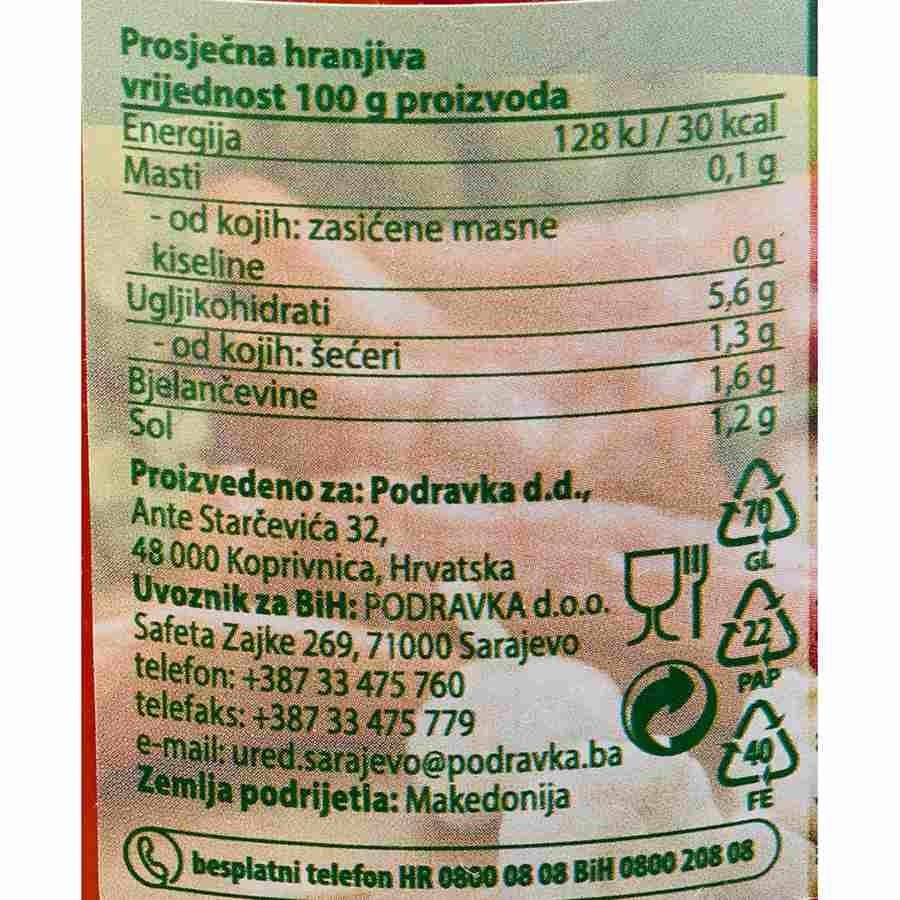 Prosječna hranjiva
vrijednost 100 g proizvoda
Energija 128 kJ / 30 kcal
Masti 0,1 g
- od kojih: zasićene masne
kiseline 0 g
Ugljikohidrati 5,6 g
- od kojih: šećeri 1,3 g
Bjelančevine 1,6 g
Sol 1,2 g
Proizvedeno za: Podravka d.d.,
Ante Starčevića 32,
48 000 Koprivnica, Hrvatska
Uvoznik za BiH: PODRAVKA d.o.o.
Safeta Zajke 269, 71000 Sarajevo
telefon: +387 33 475 760
telefaks: +387 33 475 779
e-mail: ured.sarajevo@podravka.ba
Zemlja podrijetla: Makedonija
70
GL
22
PAP
40
FE
besplatni telefon HR 0800 08 08 BiH 0800 208 08